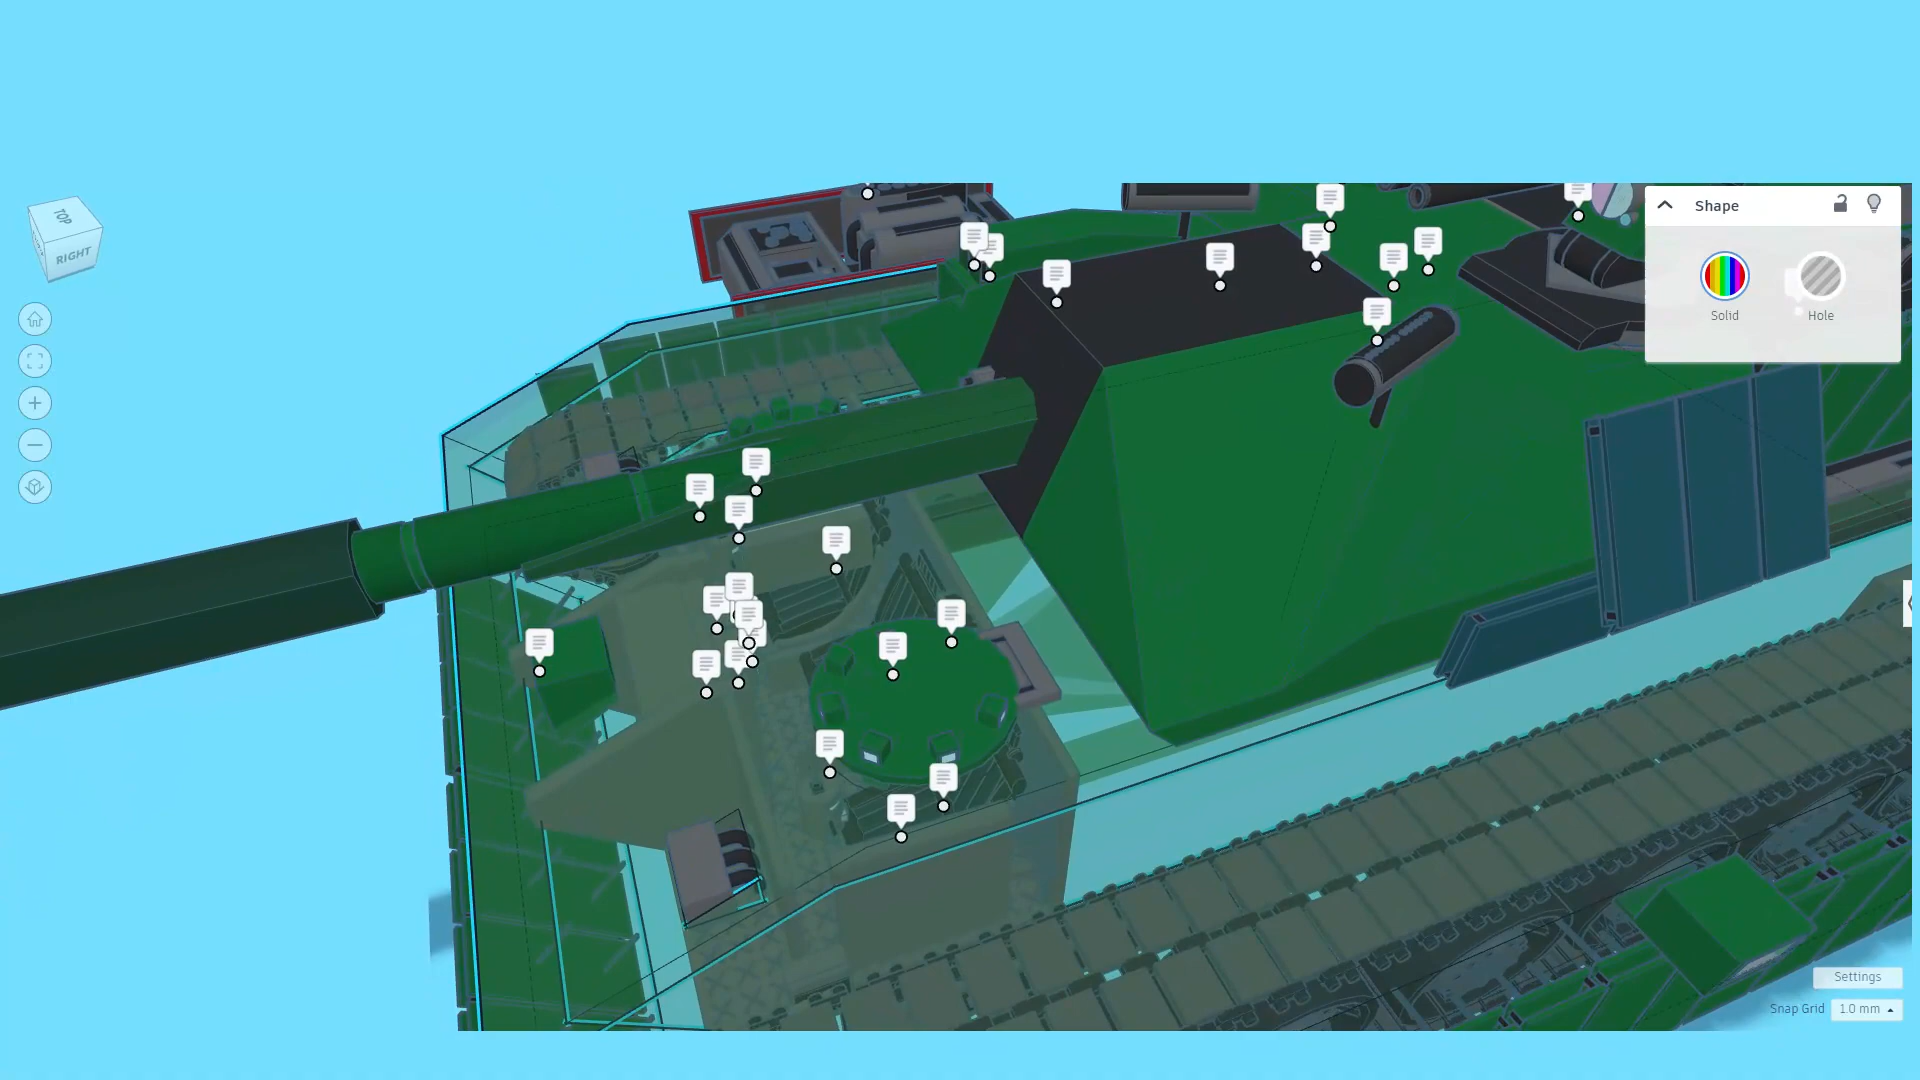 TOP
RIGHT
Shape
Solid
Hole
Settings
Snap Grid
1.0 mm